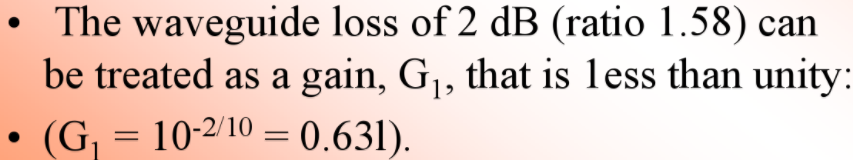 • The waveguide loss of 2 dB (ratio 1.58) can
be treated as a gain, G₁, that is less than unity:
• (G₁ = 10⁻²/¹⁰ = 0.63l).